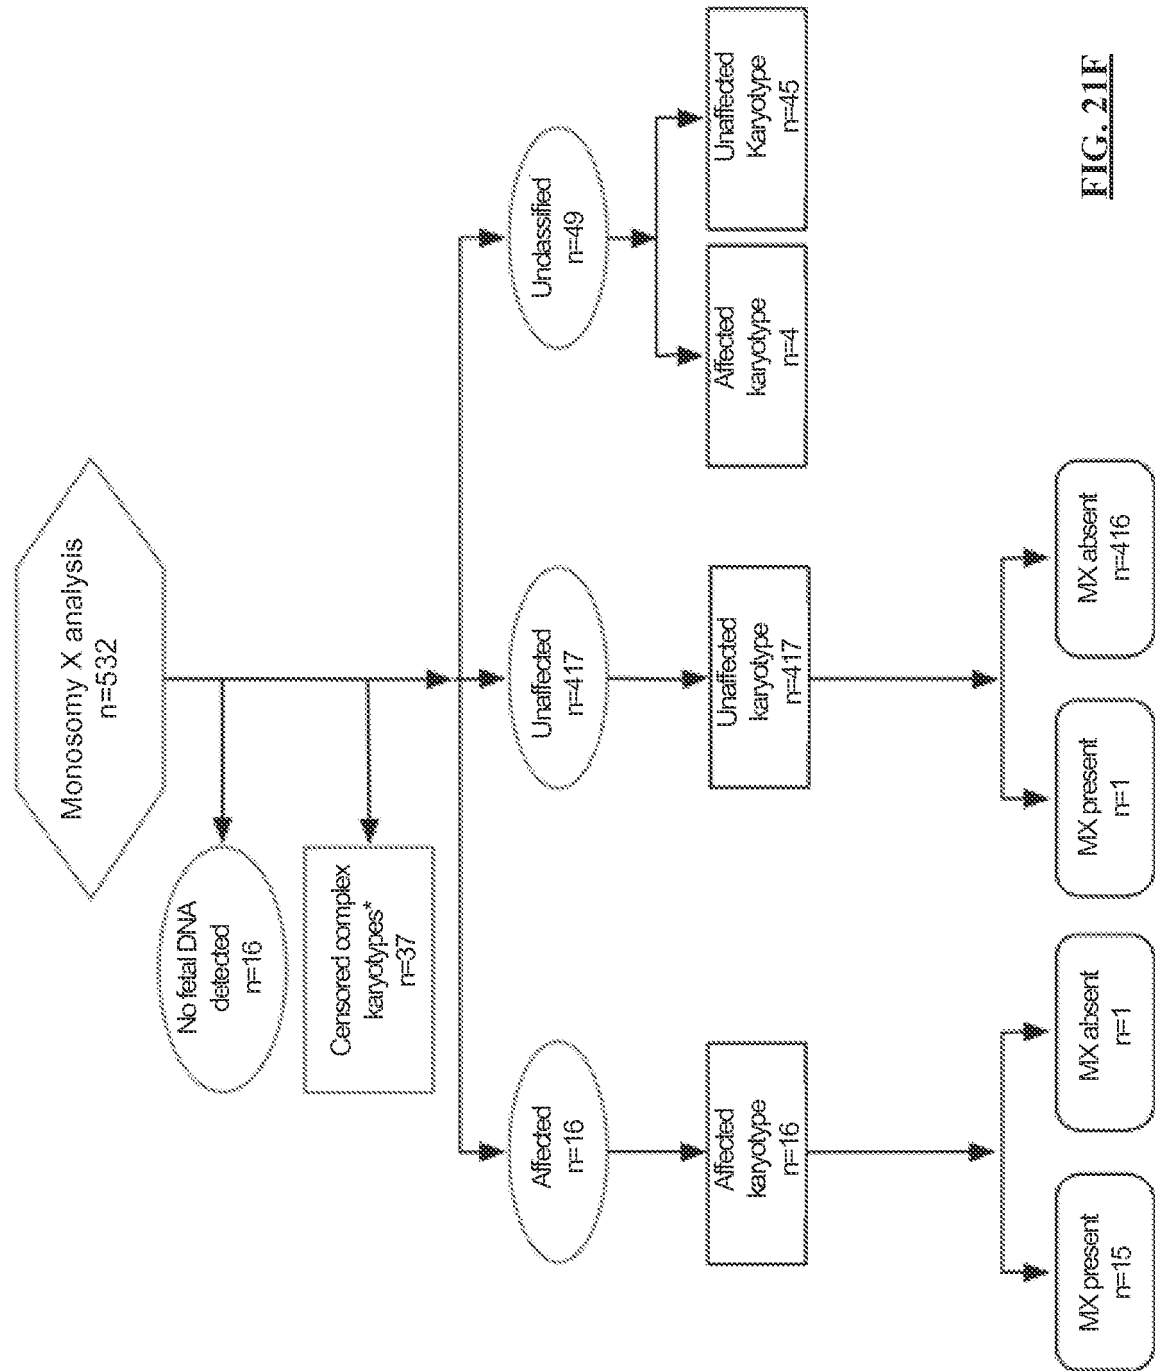 Monosomy X analysis
n=532
No fetal DNA
detected
n=16
Censored complex
karyotypes*
n=37
Affected
n=16
Unaffected
n=417
Unclassified
n=49
Affected
karyotype
n=16
Unaffected
karyotype
n=417
Affected
karyotype
n=4
Unaffected
Karyotype
n=45
MX present
n=15
MX absent
n=1
MX present
n=1
MX absent
n=416
FIG. 21F